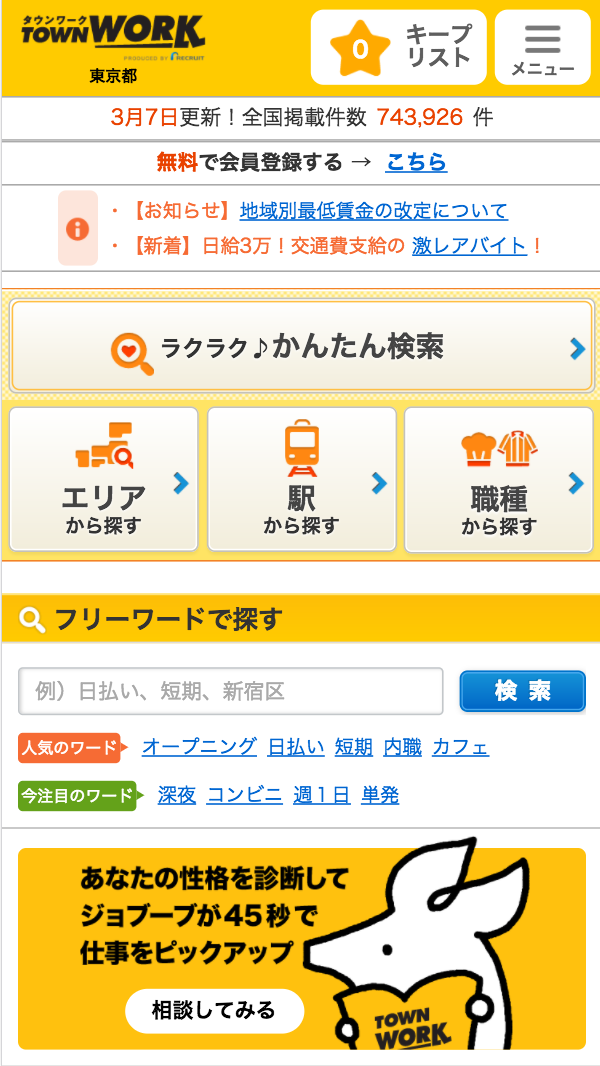 タウンワーク
TOWNWORK
PRODUCED BY RECRUIT
東京都
0
キープ
リスト
メニュー
3月7日更新！全国掲載件数 743,926 件
無料で会員登録する → こちら
・【お知らせ】地域別最低賃金の改定について
・【新着】日給3万！交通費支給の 激レアバイト！
ラクラク♪かんたん検索
エリア
から探す
駅
から探す
職種
から探す
フリーワードで探す
例）日払い、短期、新宿区
検索
人気のワード オープニング 日払い 短期 内職 カフェ
今注目のワード 深夜 コンビニ 週１日 単発
あなたの性格を診断して
ジョブーブが45秒で
仕事をピックアップ
相談してみる
TOWN
WORK